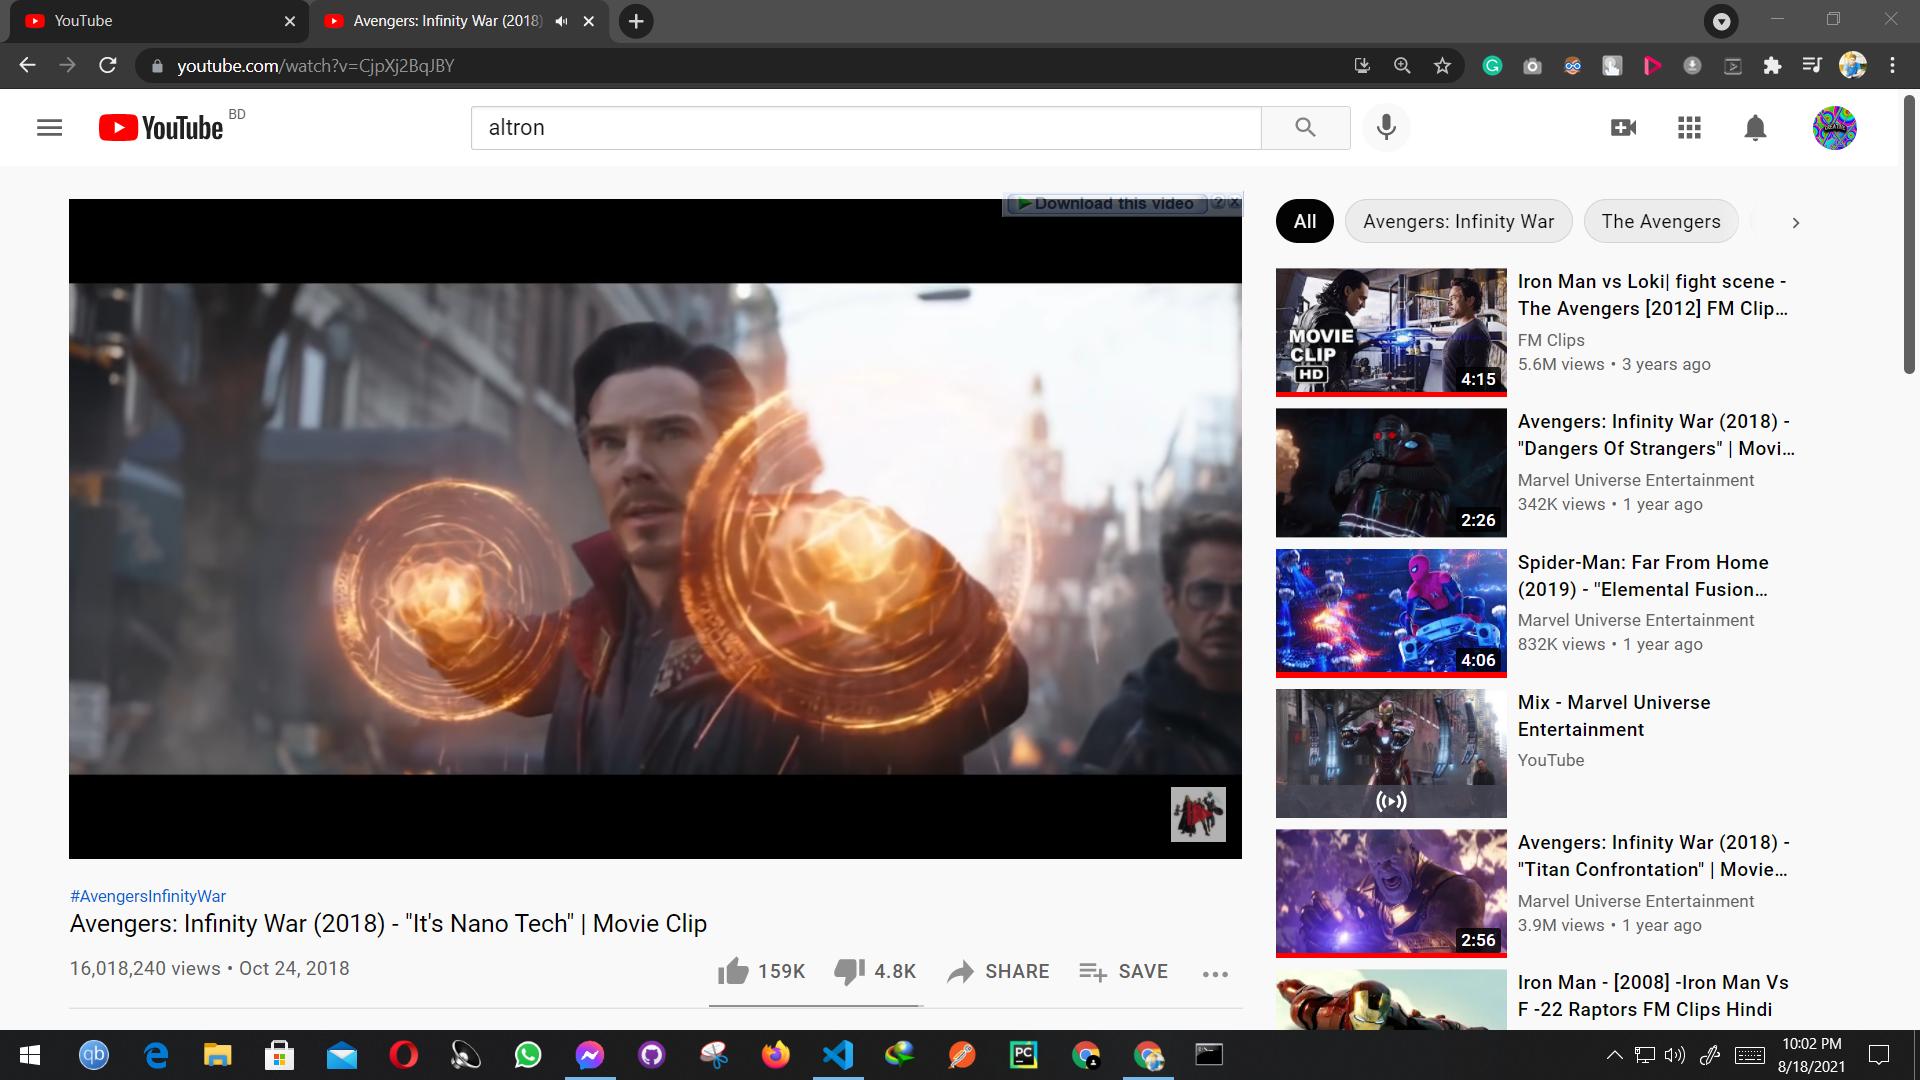 YouTube
Avengers: Infinity War (2018)
youtube.com/watch?v=CjpXj2BqJBY
YouTube BD
altron
Download this video ? x
All
Avengers: Infinity War
The Avengers
MOVIE
CLIP
HD
4:15
Iron Man vs Loki| fight scene -
The Avengers [2012] FM Clip...
FM Clips
5.6M views • 3 years ago
2:26
Avengers: Infinity War (2018) -
"Dangers Of Strangers" | Movi...
Marvel Universe Entertainment
342K views • 1 year ago
4:06
Spider-Man: Far From Home
(2019) - "Elemental Fusion...
Marvel Universe Entertainment
832K views • 1 year ago
Mix - Marvel Universe
Entertainment
YouTube
2:56
Avengers: Infinity War (2018) -
"Titan Confrontation" | Movie...
Marvel Universe Entertainment
3.9M views • 1 year ago
Iron Man - [2008] -Iron Man Vs
F -22 Raptors FM Clips Hindi
#AvengersInfinityWar
Avengers: Infinity War (2018) - "It's Nano Tech" | Movie Clip
16,018,240 views • Oct 24, 2018
159K
4.8K
SHARE
SAVE
qb
PC
10:02 PM
8/18/2021